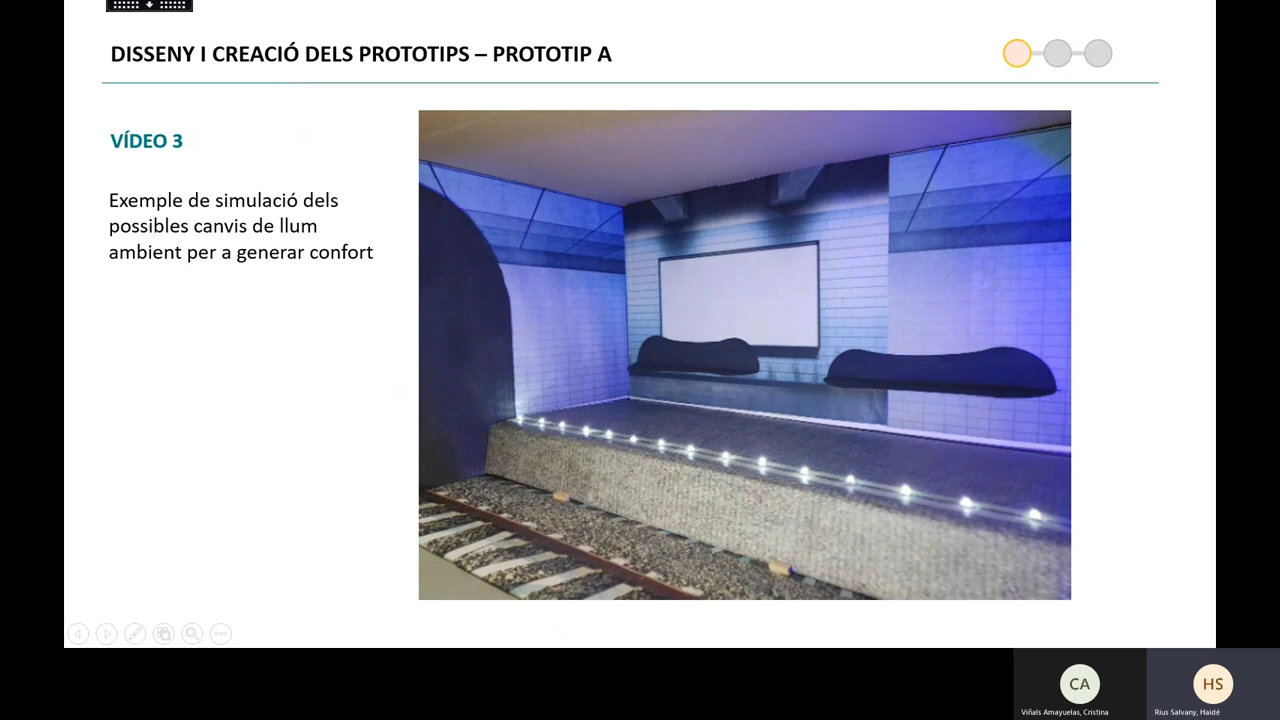 DISSENY I CREACIÓ DELS PROTOTIPS – PROTOTIP A
VÍDEO 3
Exemple de simulació dels
possibles canvis de llum
ambient per a generar confort
CA
HS
Viñals Amayuelas, Cristina
Rius Salvany, Haidé